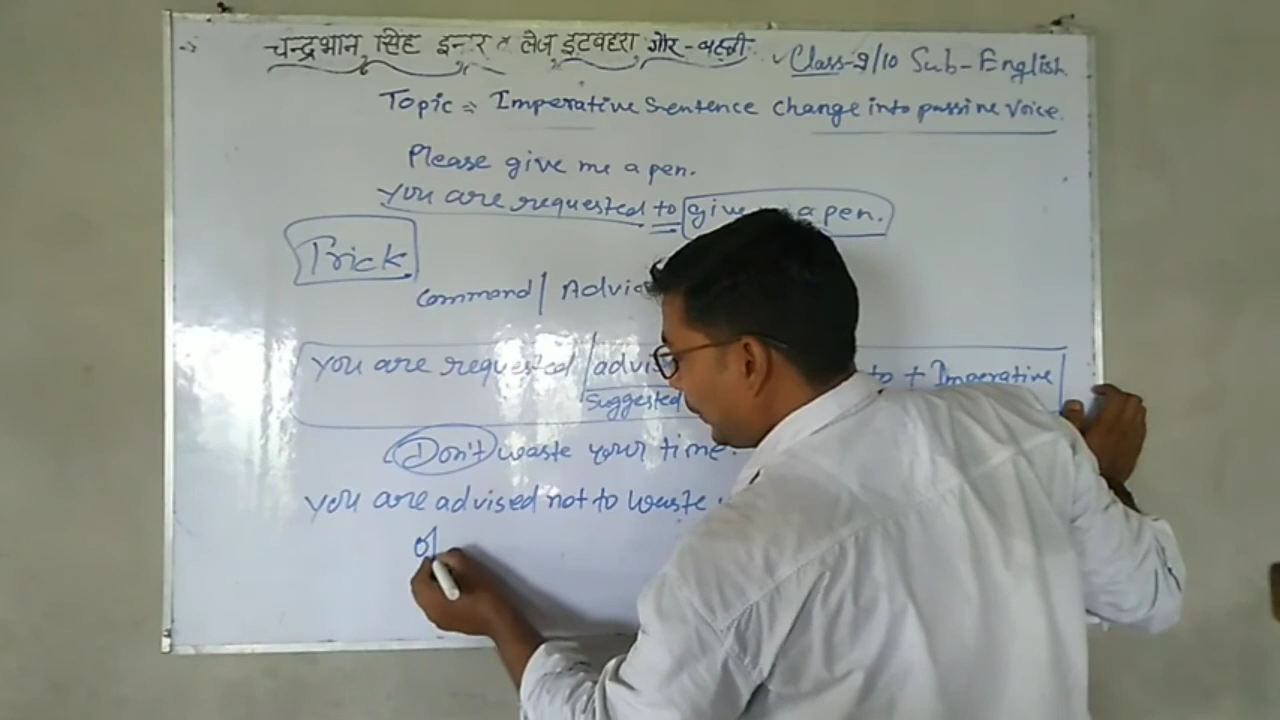 चन्द्रभान सिंह इन्टर कॉलेज इटवहरा गौर-बस्ती. Class-9/10 Sub-English
Topic := Imperative Sentence change into passive voice.
Please give me a pen.
you are requested to give a pen.
Trick
Command/
you are requested / to + Imperative
suggested
Don't waste your time.
you are advised not to waste